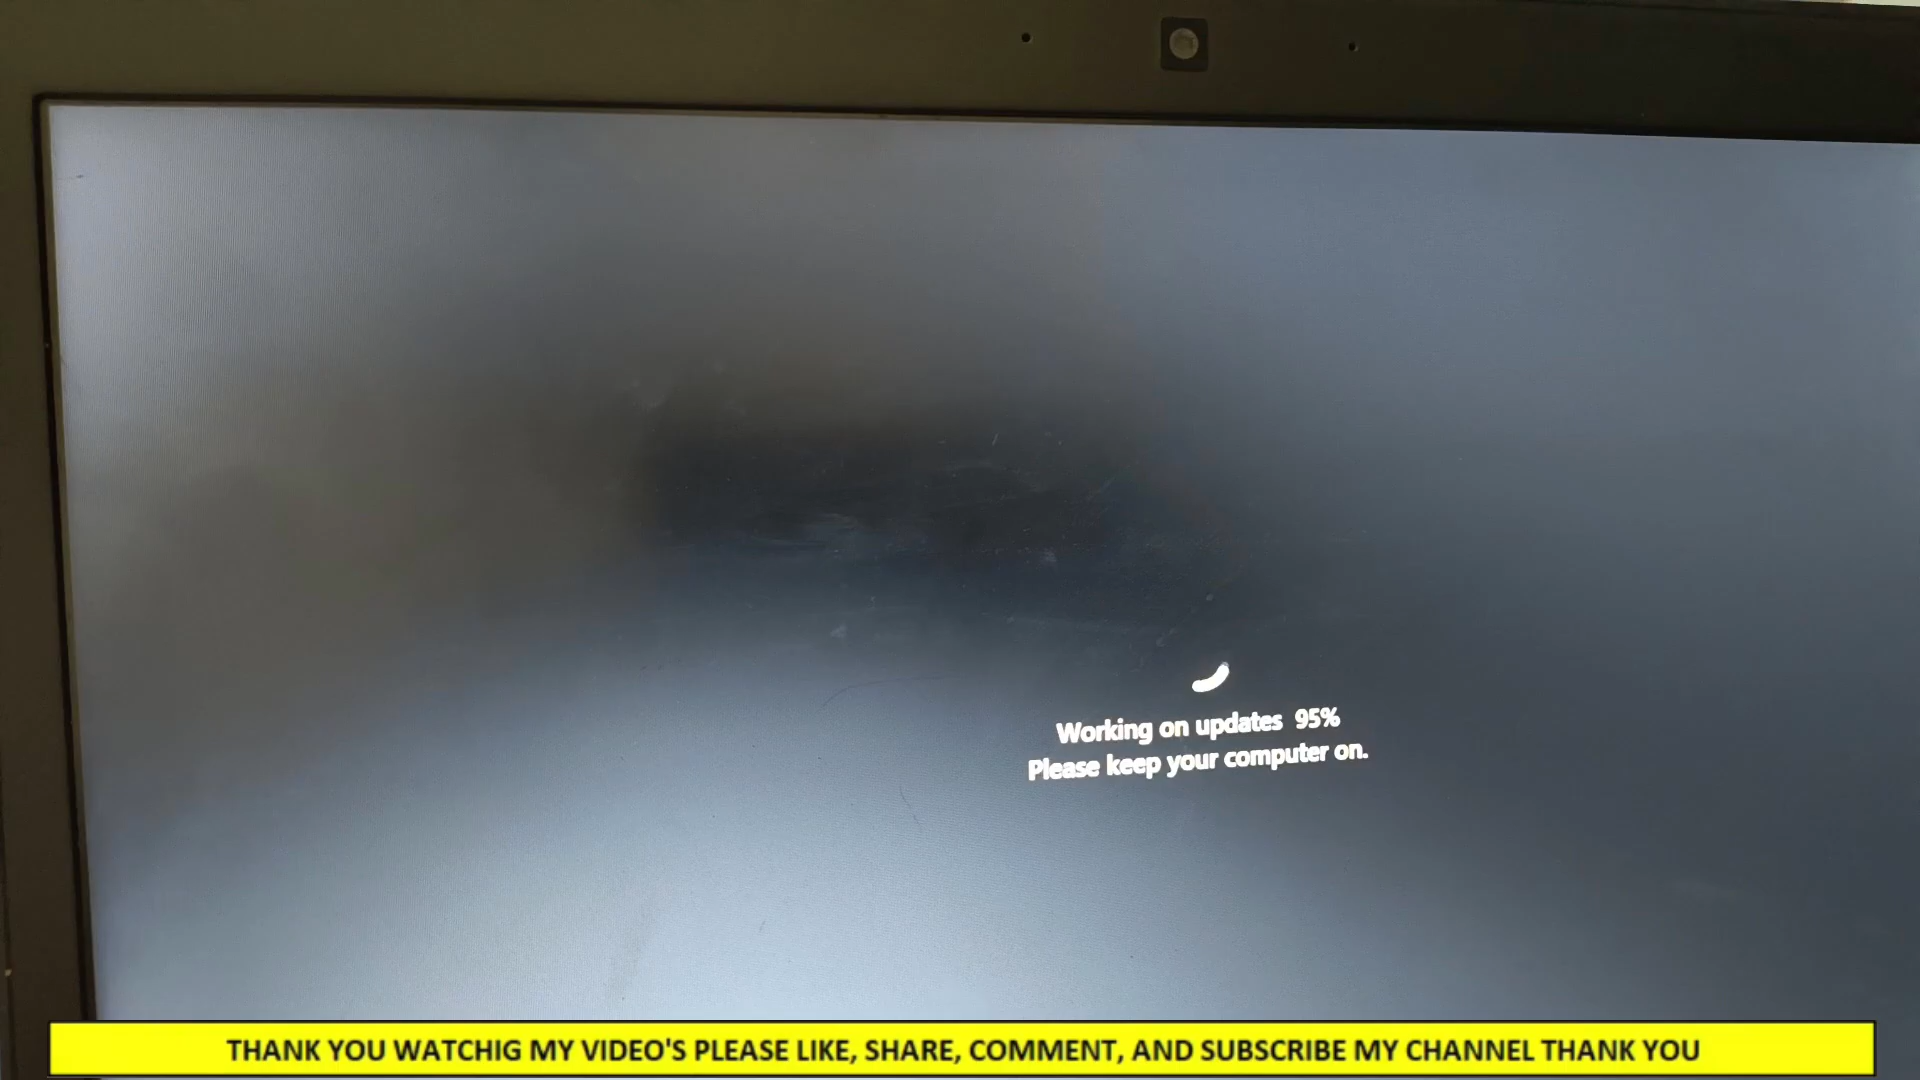 Working on updates 95%
Please keep your computer on.
THANK YOU WATCHIG MY VIDEO'S PLEASE LIKE, SHARE, COMMENT, AND SUBSCRIBE MY CHANNEL THANK YOU